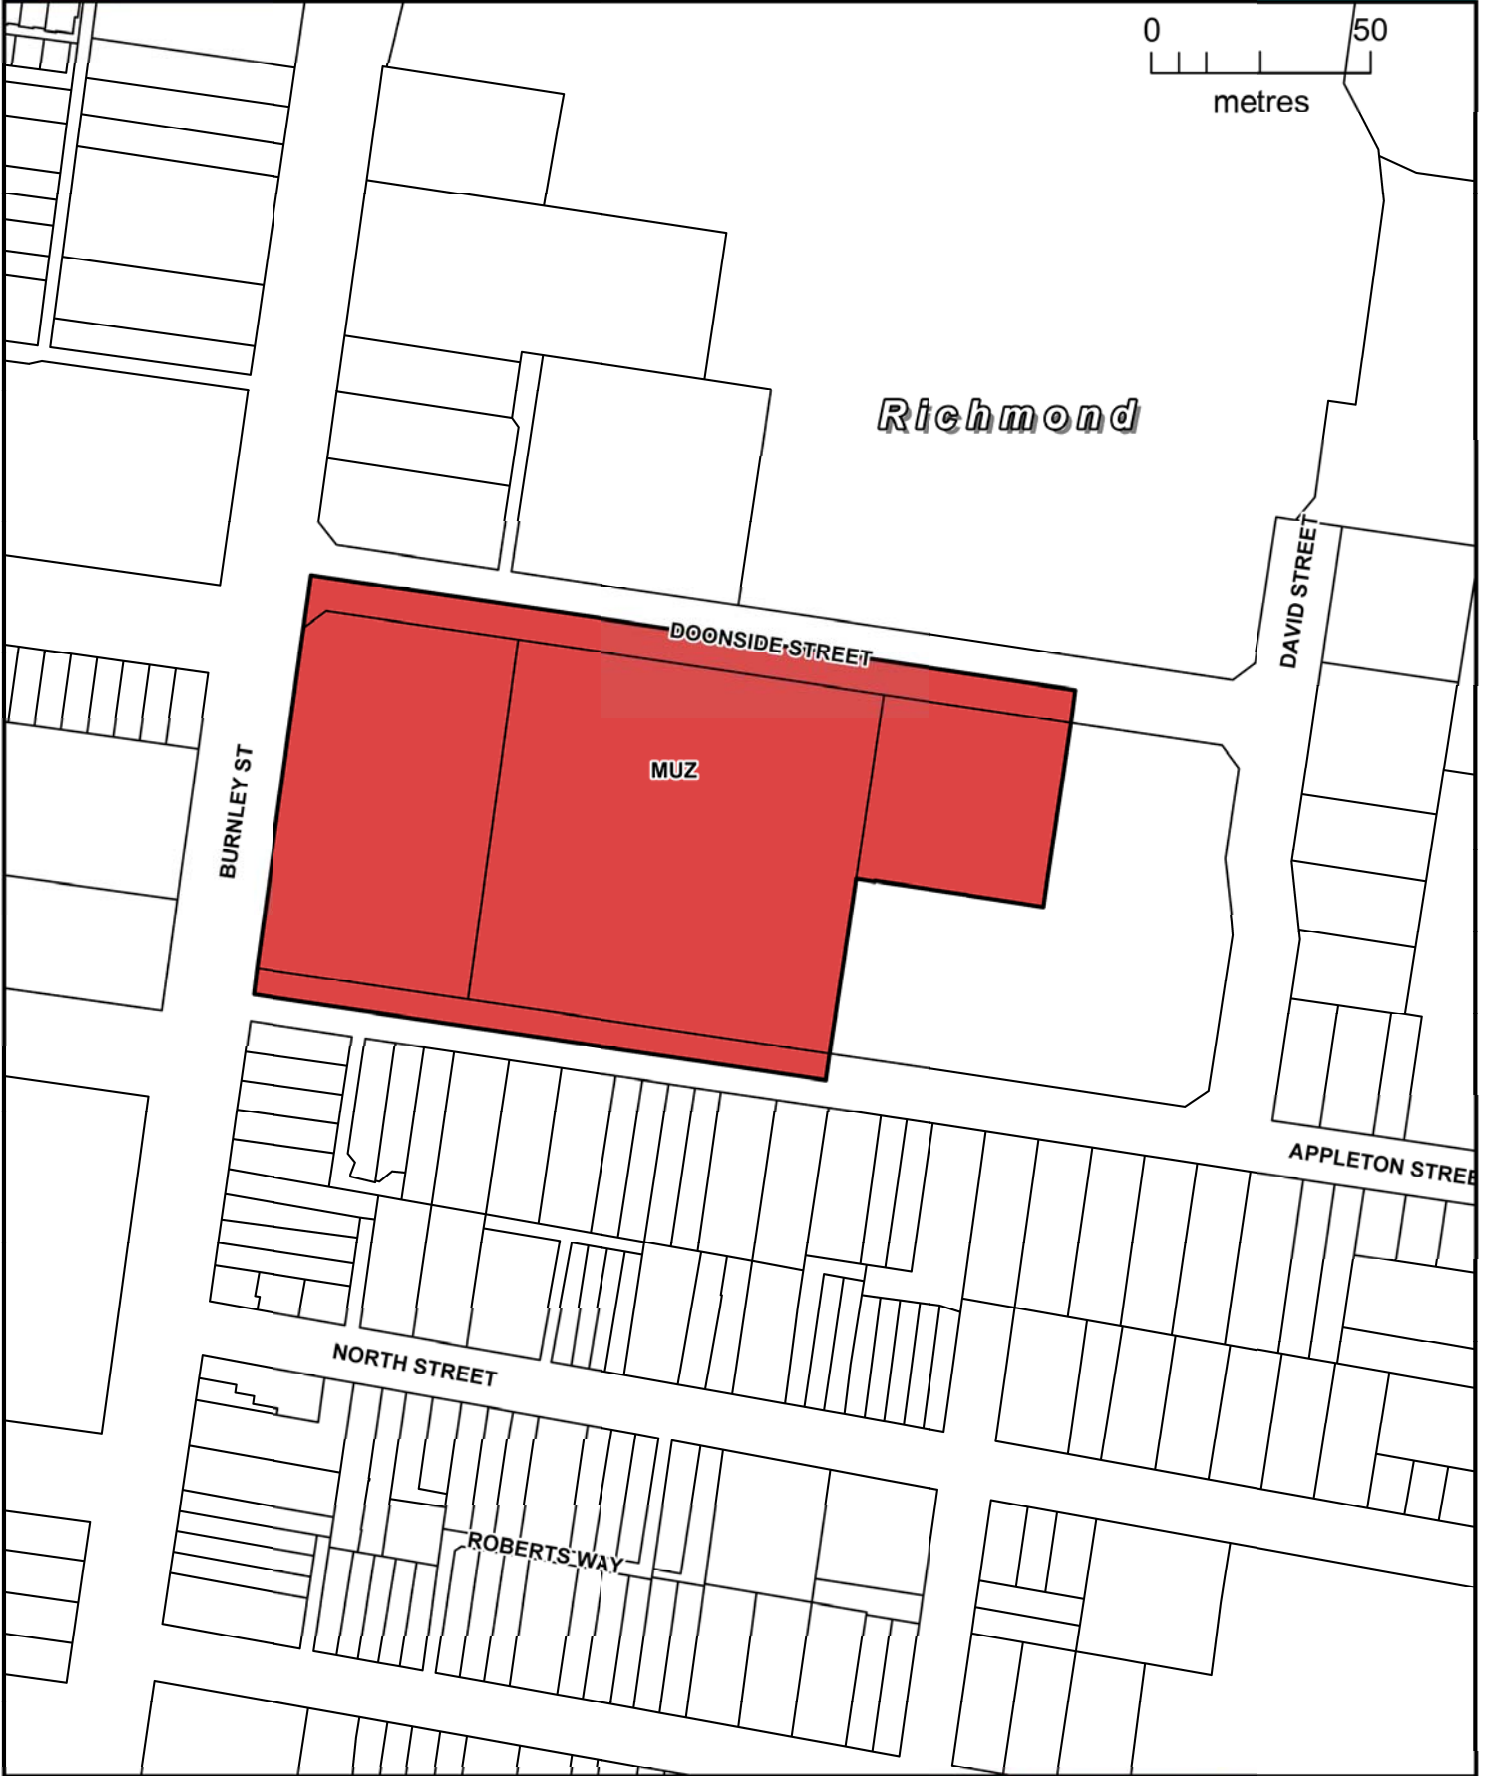 0 50
metres
Richmond
DAVID STREET
DOONSIDE STREET
MUZ
BURNLEY ST
APPLETON STREE
NORTH STREET
ROBERTS WAY